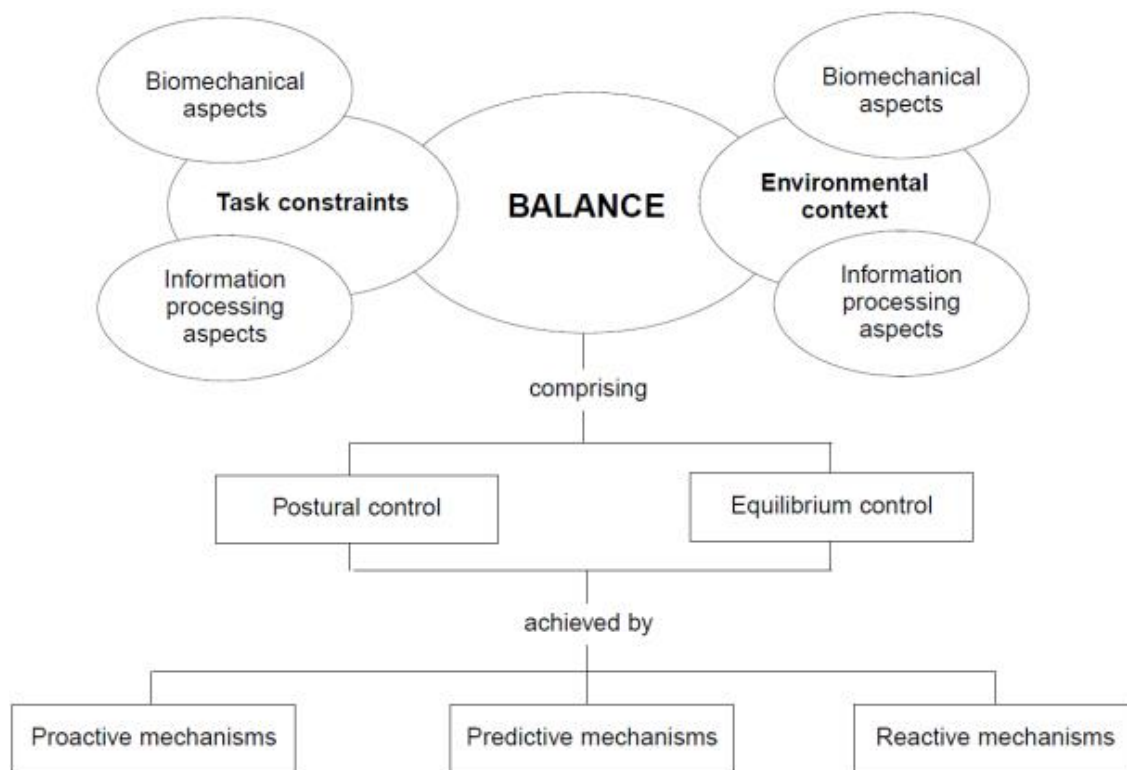 Biomechanical
aspects
Biomechanical
aspects
Task constraints
BALANCE
Environmental
context
Information
processing
aspects
Information
processing
aspects
comprising
Postural control
Equilibrium control
achieved by
Proactive mechanisms
Predictive mechanisms
Reactive mechanisms